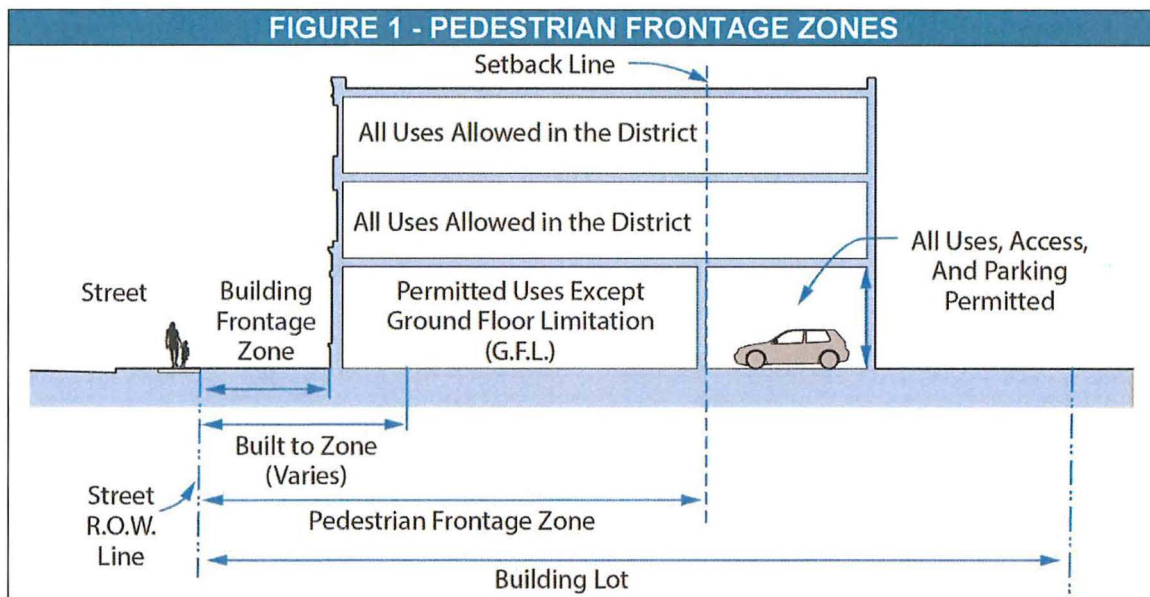 FIGURE 1 - PEDESTRIAN FRONTAGE ZONES
Setback Line
All Uses Allowed in the District
All Uses Allowed in the District
Street
Building
Frontage
Zone
Permitted Uses Except
Ground Floor Limitation
(G.F.L.)
All Uses, Access,
And Parking
Permitted
Built to Zone
(Varies)
Street
R.O.W.
Line
Pedestrian Frontage Zone
Building Lot